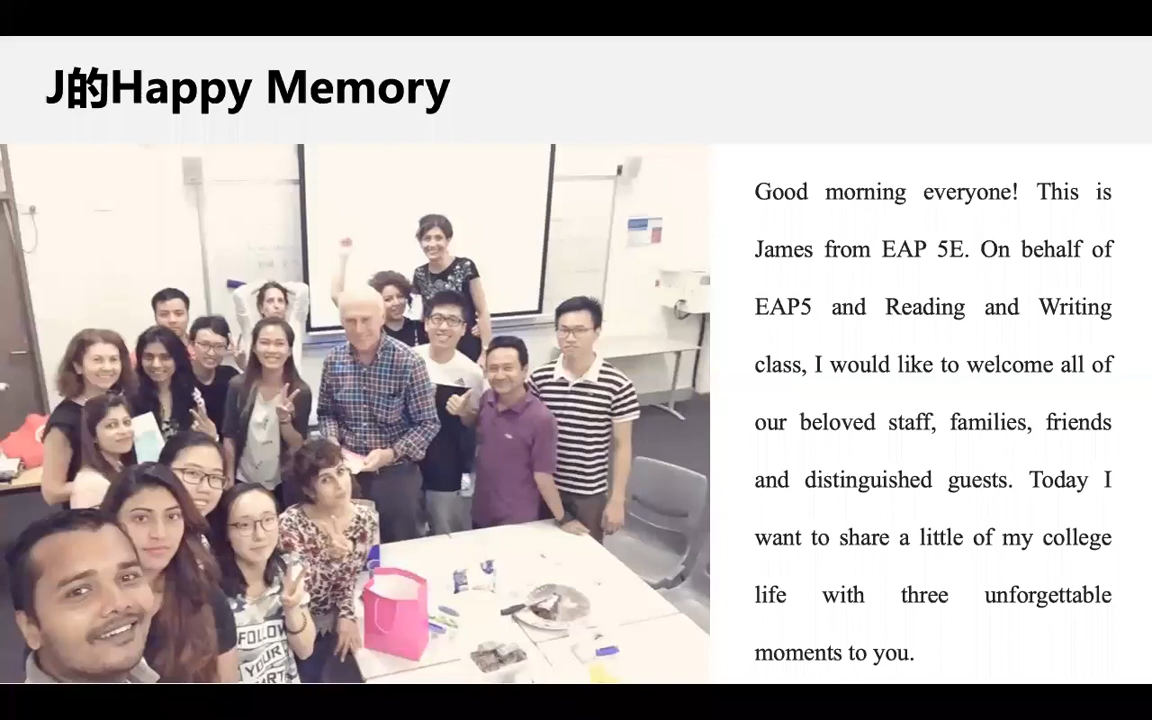 J的Happy Memory
Good morning everyone! This is
James from EAP 5E. On behalf of
EAP5 and Reading and Writing
class, I would like to welcome all of
our beloved staff, families, friends
and distinguished guests. Today I
want to share a little of my college
life with three unforgettable
moments to you.
FOLLOW
YOUR